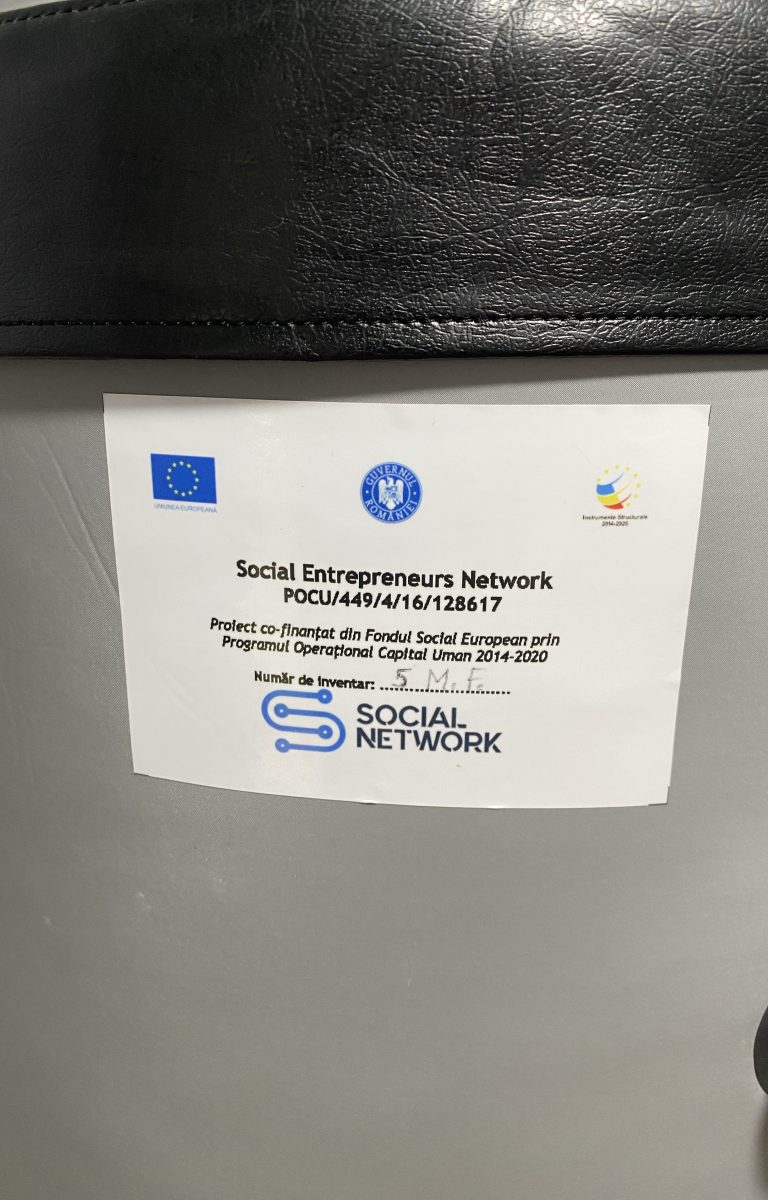 UNIUNEA EUROPEANĂ
GUVERNUL ROMÂNIEI
Instrumente Structurale
2014-2020
Social Entrepreneurs Network
POCU/449/4/16/128617
Proiect co-finanțat din Fondul Social European prin
Programul Operațional Capital Uman 2014-2020
Număr de inventar: 5 M.F.
SOCIAL
NETWORK